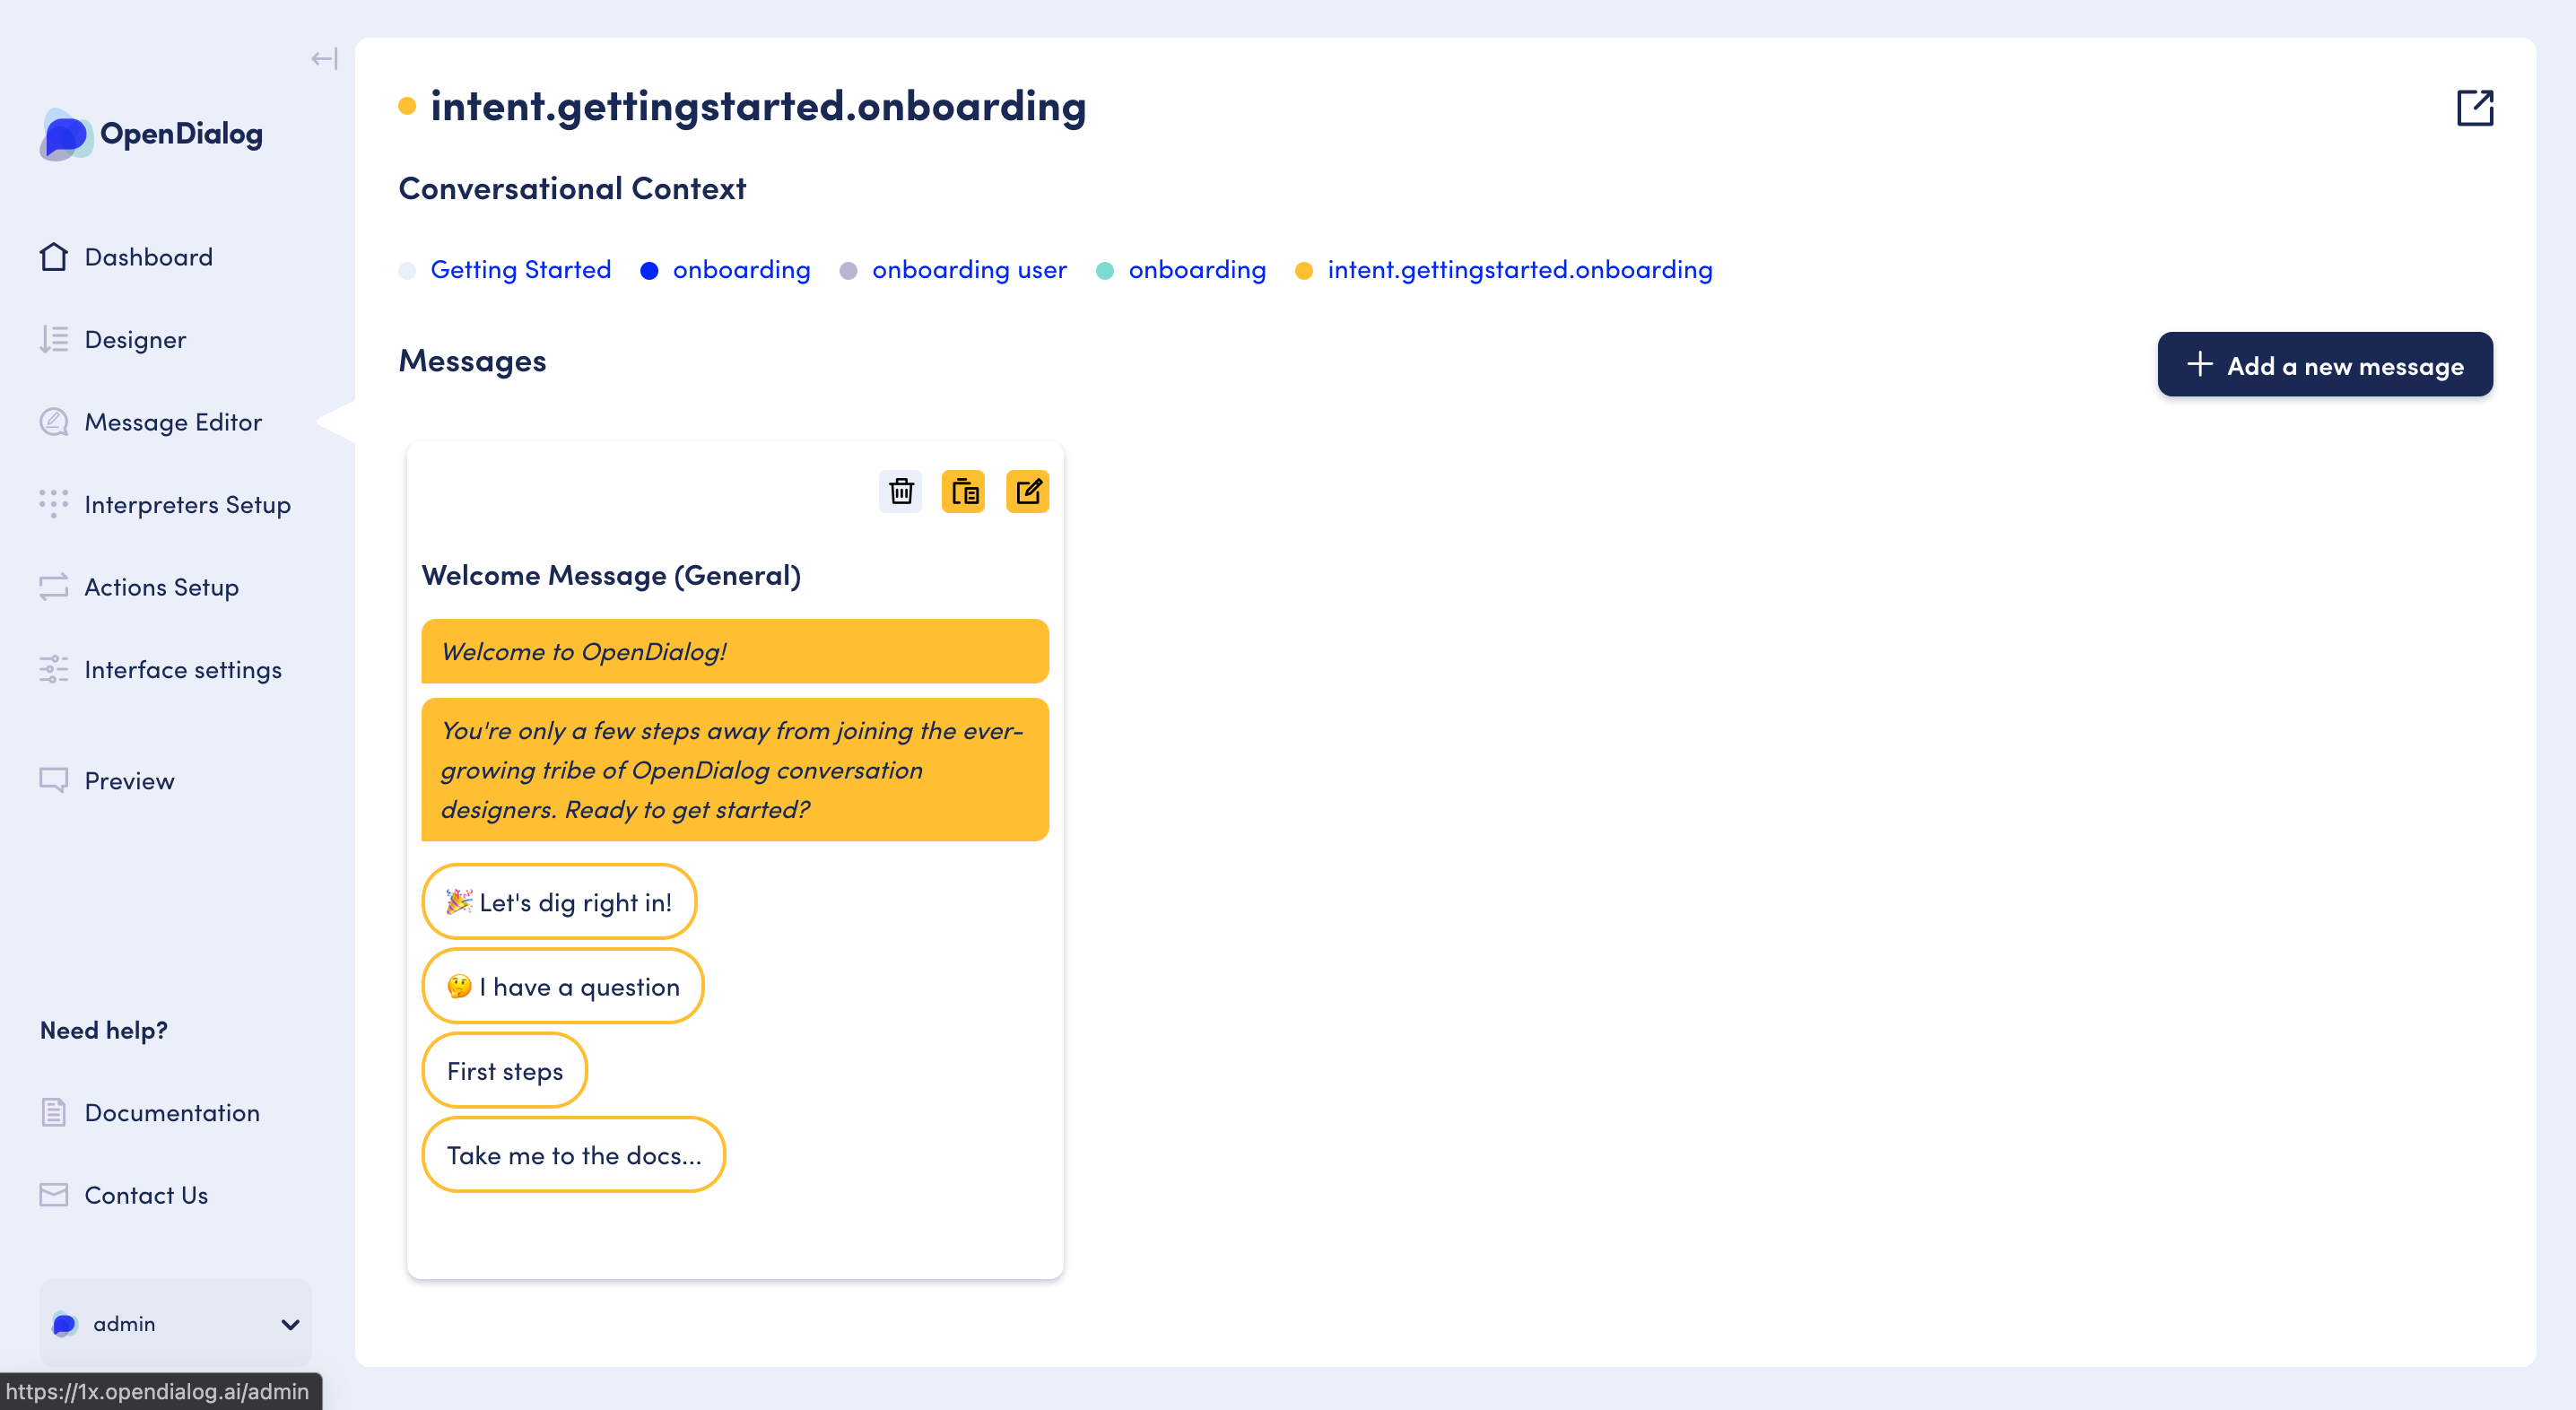 OpenDialog
Dashboard
Designer
Message Editor
Interpreters Setup
Actions Setup
Interface settings
Preview
Need help?
Documentation
Contact Us
admin
https://1x.opendialog.ai/admin
intent.gettingstarted.onboarding
Conversational Context
Getting Started onboarding onboarding user onboarding intent.gettingstarted.onboarding
Messages
Add a new message
Welcome Message (General)
Welcome to OpenDialog!
You're only a few steps away from joining the ever-
growing tribe of OpenDialog conversation
designers. Ready to get started?
🎉 Let's dig right in!
🤔 I have a question
First steps
Take me to the docs...